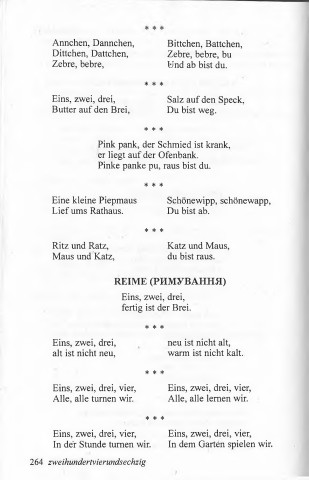 * * *
Annchen, Dannchen,
Dittchen, Dattchen,
Zebre, bebre,
Bittchen, Battchen,
Zebre, bebre, bu
Und ab bist du.
* * *
Eins, zwei, drei,
Butter auf den Brei,
Salz auf den Speck,
Du bist weg.
* * *
Pink pank, der Schmied ist krank,
er liegt auf der Ofenbank.
Pinke panke pu, raus bist du.
* * *
Eine kleine Piepmaus
Lief ums Rathaus.
Schönewipp, schönewapp,
Du bist ab.
* * *
Ritz und Ratz,
Maus und Katz,
Katz und Maus,
du bist raus.
REIME (РИМУВАННЯ)
Eins, zwei, drei,
fertig ist der Brei.
* * *
Eins, zwei, drei,
alt ist nicht neu,
neu ist nicht alt,
warm ist nicht kalt.
* * *
Eins, zwei, drei, vier,
Alle, alle turnen wir.
Eins, zwei, drei, vier,
Alle, alle lernen wir.
* * *
Eins, zwei, drei, vier,
In der Stunde turnen wir.
Eins, zwei, drei, vier,
In dem Garten spielen wir.
264 zweihundertvierundsechzig